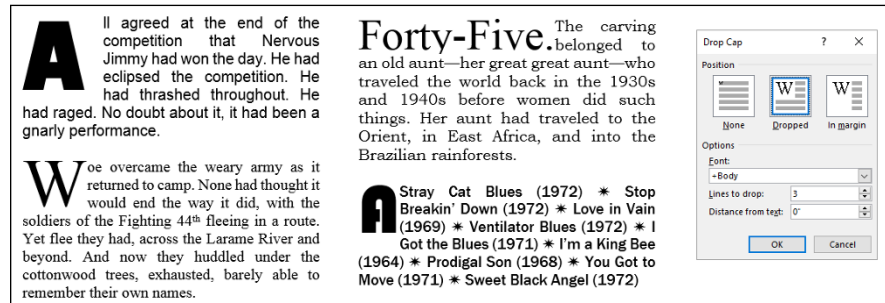 All agreed at the end of the
competition that Nervous
Jimmy had won the day. He had
eclipsed the competition. He
had thrashed throughout. He
had raged. No doubt about it, it had been a
gnarly performance.
Woe overcame the weary army as it
returned to camp. None had thought it
would end the way it did, with the
soldiers of the Fighting 44th fleeing in a route.
Yet flee they had, across the Larame River and
beyond. And now they huddled under the
cottonwood trees, exhausted, barely able to
remember their own names.
Forty-Five. The carving
belonged to
an old aunt—her great great aunt—who
traveled the world back in the 1930s
and 1940s before women did such
things. Her aunt had traveled to the
Orient, in East Africa, and into the
Brazilian rainforests.
A Stray Cat Blues (1972) ✷ Stop
Breakin' Down (1972) ✷ Love in Vain
(1969) ✷ Ventilator Blues (1972) ✷ I
Got the Blues (1971) ✷ I'm a King Bee
(1964) ✷ Prodigal Son (1968) ✷ You Got to
Move (1971) ✷ Sweet Black Angel (1972)
Drop Cap ? ×
Position
W W
None Dropped In margin
Options
Font:
+Body
Lines to drop: 3
Distance from text: 0"
OK Cancel